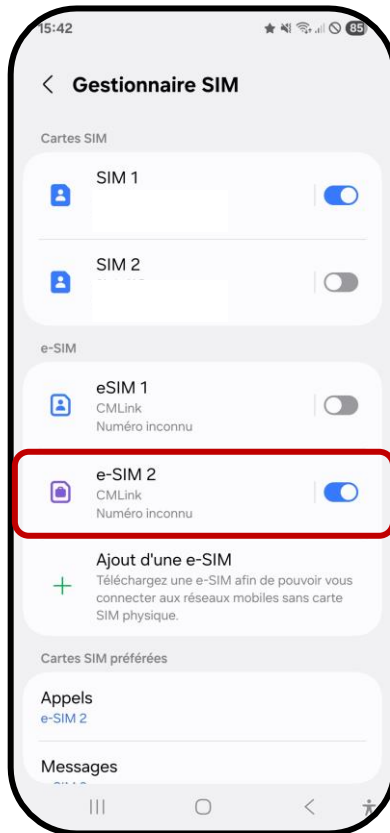 15:42
85
Gestionnaire SIM
Cartes SIM
SIM 1
SIM 2
e-SIM
eSIM 1
CMLink
Numéro inconnu
e-SIM 2
CMLink
Numéro inconnu
Ajout d'une e-SIM
Téléchargez une e-SIM afin de pouvoir vous
connecter aux réseaux mobiles sans carte
SIM physique.
Cartes SIM préférées
Appels
e-SIM 2
Messages